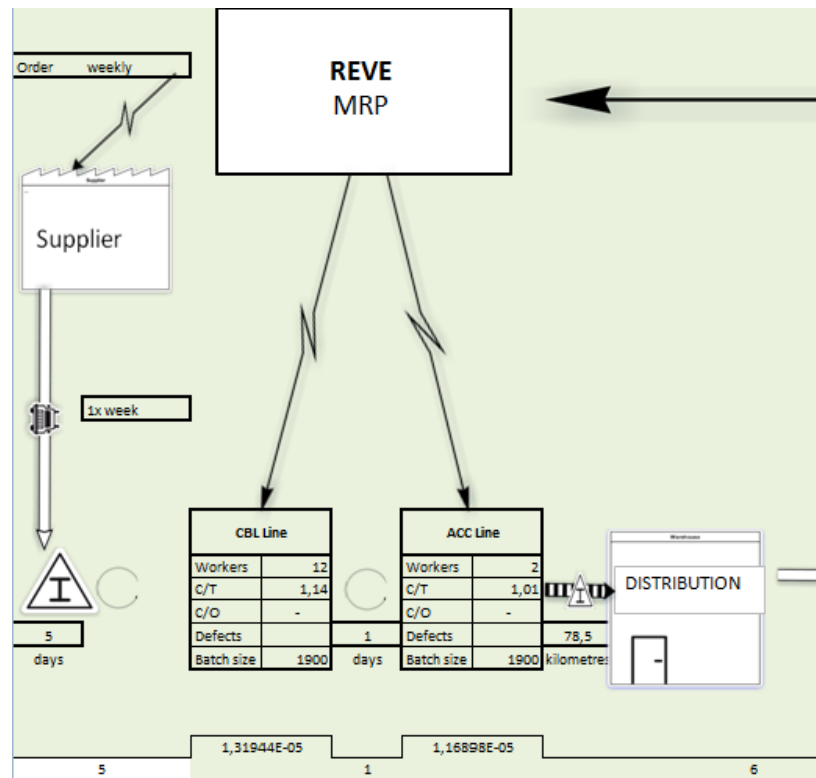 REVE
MRP
Order weekly
Supplier
Supplier
1x week
CBL Line
Workers 12
C/T 1,14
C/O -
Defects
Batch size 1900
ACC Line
Workers 2
C/T 1,01
C/O -
Defects
Batch size 1900
I
I
Warehouse
DISTRIBUTION
5
days
1
days
78,5
kilometres
1,31944E-05
1,16898E-05
5
1
6